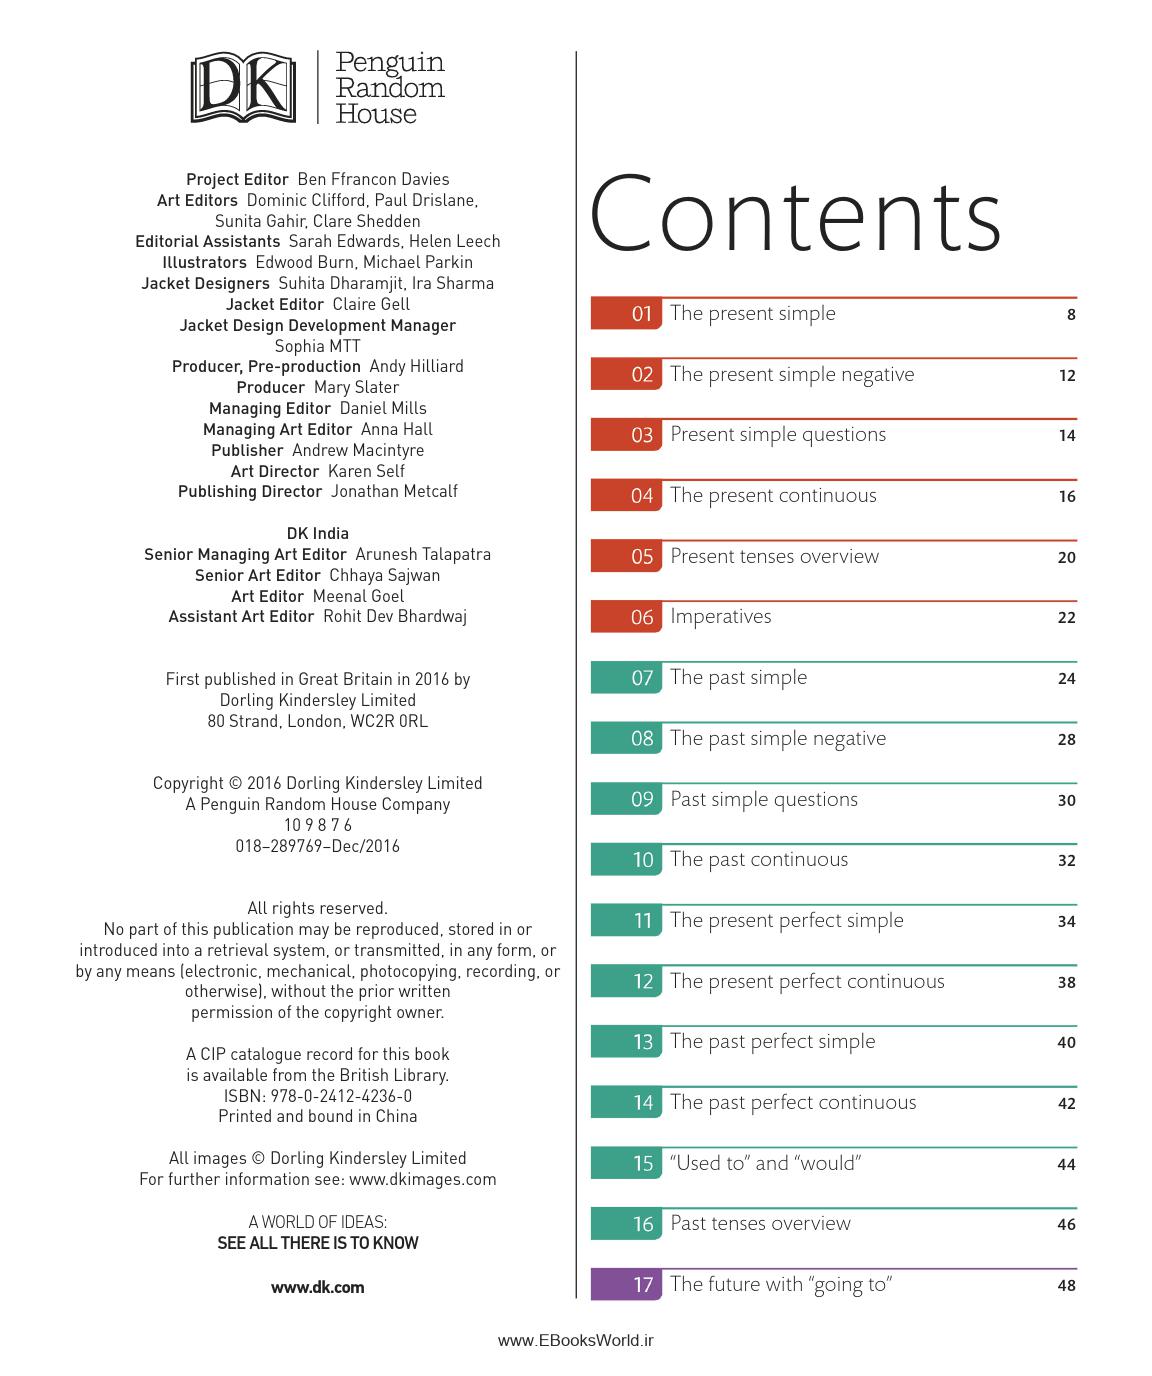 DK
Penguin
Random
House
Project Editor Ben Ffrancon Davies
Art Editors Dominic Clifford, Paul Drislane,
Sunita Gahir, Clare Shedden
Editorial Assistants Sarah Edwards, Helen Leech
Illustrators Edwood Burn, Michael Parkin
Jacket Designers Suhita Dharamjit, Ira Sharma
Jacket Editor Claire Gell
Jacket Design Development Manager
Sophia MTT
Producer, Pre-production Andy Hilliard
Producer Mary Slater
Managing Editor Daniel Mills
Managing Art Editor Anna Hall
Publisher Andrew Macintyre
Art Director Karen Self
Publishing Director Jonathan Metcalf
DK India
Senior Managing Art Editor Arunesh Talapatra
Senior Art Editor Chhaya Sajwan
Art Editor Meenal Goel
Assistant Art Editor Rohit Dev Bhardwaj
First published in Great Britain in 2016 by
Dorling Kindersley Limited
80 Strand, London, WC2R 0RL
Copyright © 2016 Dorling Kindersley Limited
A Penguin Random House Company
10 9 8 7 6
018–289769–Dec/2016
All rights reserved.
No part of this publication may be reproduced, stored in or
introduced into a retrieval system, or transmitted, in any form, or
by any means (electronic, mechanical, photocopying, recording, or
otherwise), without the prior written
permission of the copyright owner.
A CIP catalogue record for this book
is available from the British Library.
ISBN: 978-0-2412-4236-0
Printed and bound in China
All images © Dorling Kindersley Limited
For further information see: www.dkimages.com
A WORLD OF IDEAS:
SEE ALL THERE IS TO KNOW
www.dk.com
Contents
01 The present simple 8
02 The present simple negative 12
03 Present simple questions 14
04 The present continuous 16
05 Present tenses overview 20
06 Imperatives 22
07 The past simple 24
08 The past simple negative 28
09 Past simple questions 30
10 The past continuous 32
11 The present perfect simple 34
12 The present perfect continuous 38
13 The past perfect simple 40
14 The past perfect continuous 42
15 “Used to” and “would” 44
16 Past tenses overview 46
17 The future with “going to” 48
www.EBooksWorld.ir